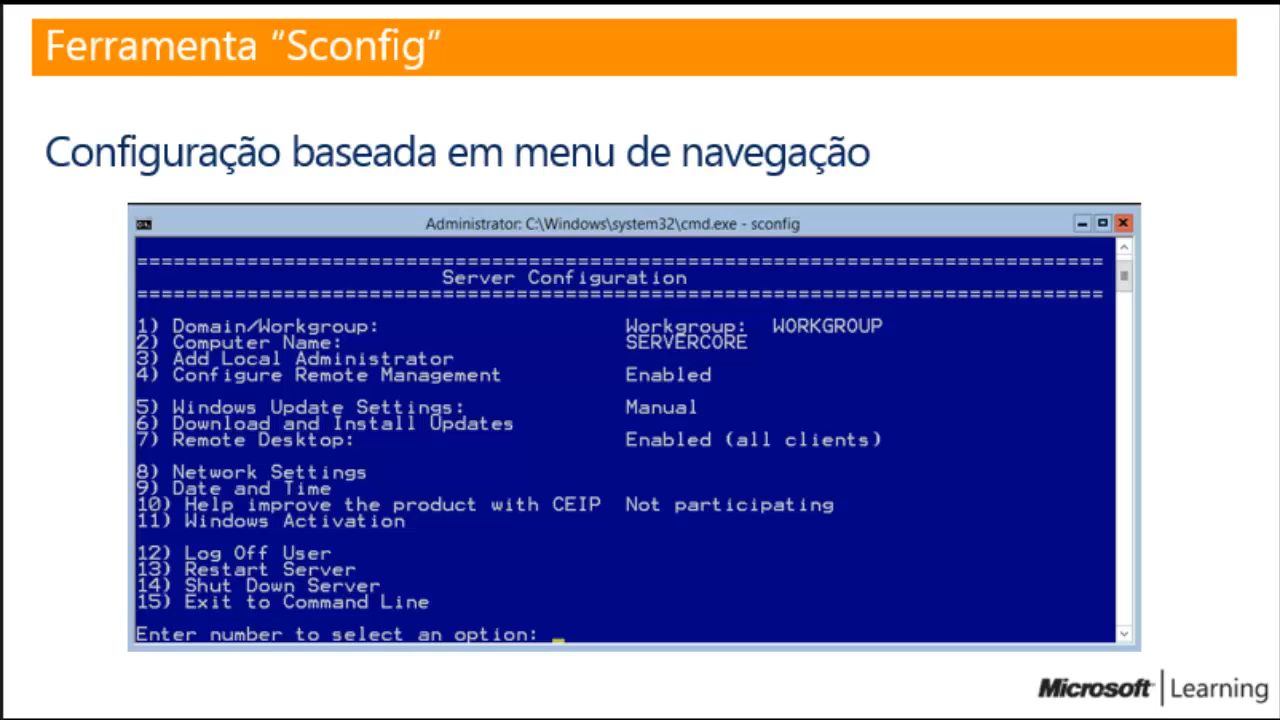 Ferramenta “Sconfig”
Configuração baseada em menu de navegação
Administrator: C:\Windows\system32\cmd.exe - sconfig
===============================================================================
Server Configuration
===============================================================================
1) Domain/Workgroup: Workgroup: WORKGROUP
2) Computer Name: SERVERCORE
3) Add Local Administrator
4) Configure Remote Management Enabled
5) Windows Update Settings: Manual
6) Download and Install Updates
7) Remote Desktop: Enabled (all clients)
8) Network Settings
9) Date and Time
10) Help improve the product with CEIP Not participating
11) Windows Activation
12) Log Off User
13) Restart Server
14) Shut Down Server
15) Exit to Command Line
Enter number to select an option: _
Microsoft | Learning